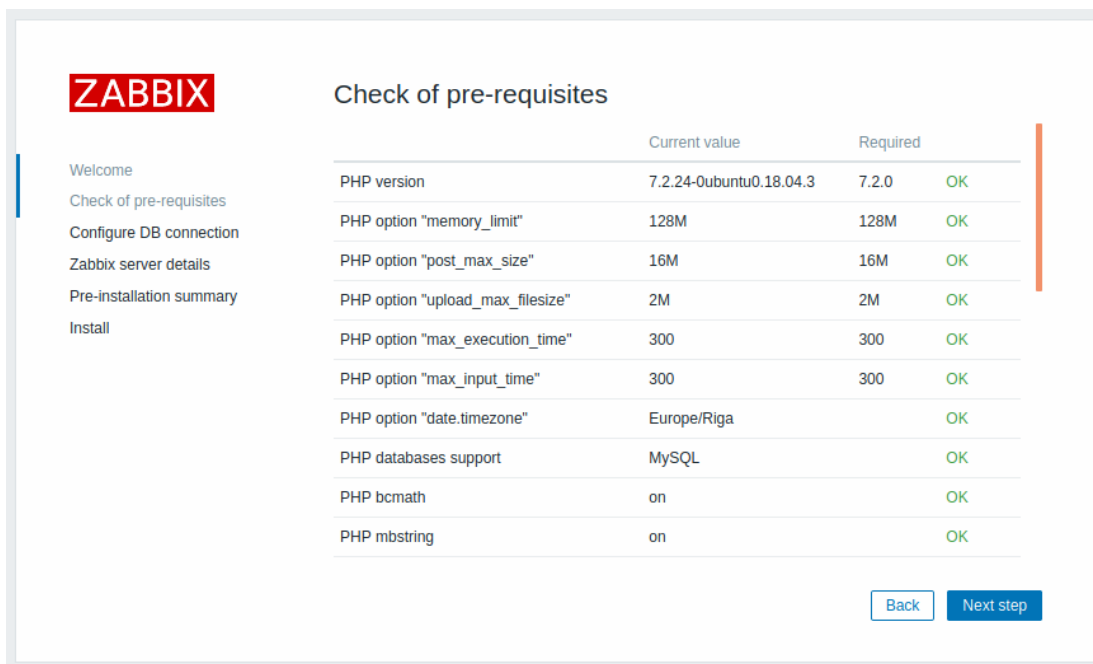 ZABBIX
Check of pre-requisites
Welcome
Check of pre-requisites
Configure DB connection
Zabbix server details
Pre-installation summary
Install
Current value Required
PHP version 7.2.24-0ubuntu0.18.04.3 7.2.0 OK
PHP option "memory_limit" 128M 128M OK
PHP option "post_max_size" 16M 16M OK
PHP option "upload_max_filesize" 2M 2M OK
PHP option "max_execution_time" 300 300 OK
PHP option "max_input_time" 300 300 OK
PHP option "date.timezone" Europe/Riga OK
PHP databases support MySQL OK
PHP bcmath on OK
PHP mbstring on OK
Back Next step